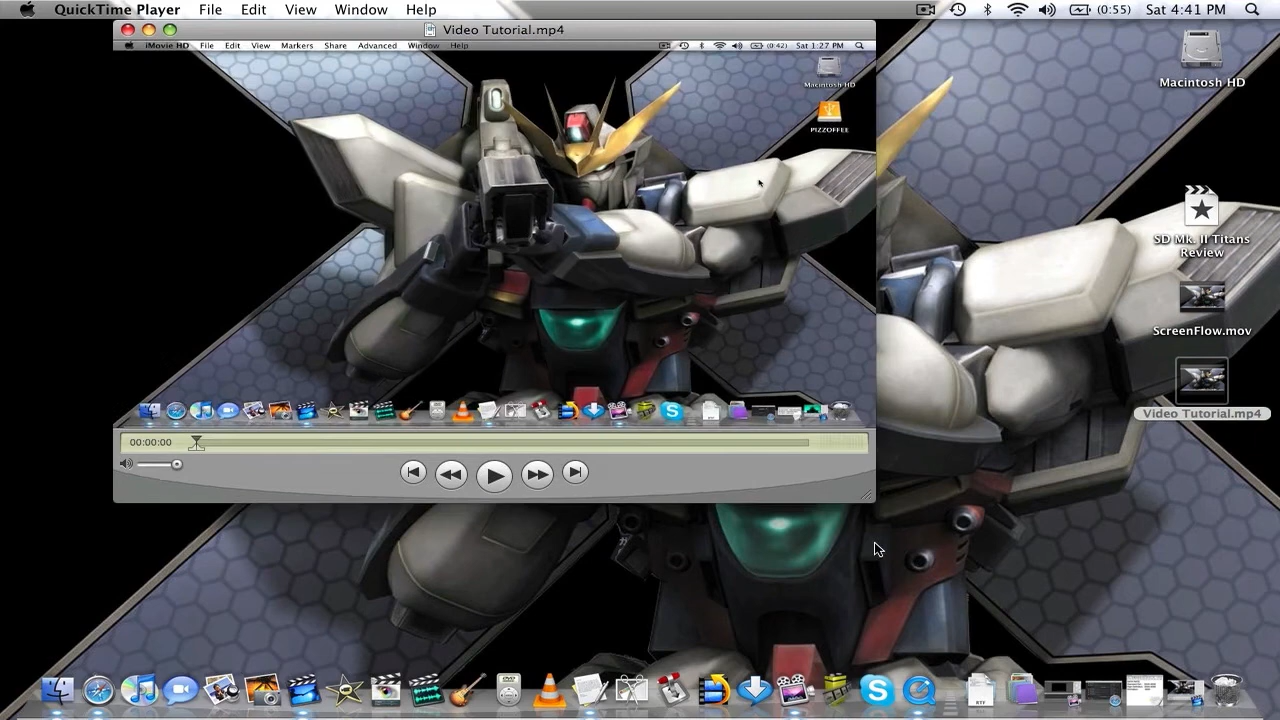 QuickTime Player File Edit View Window Help (0:55) Sat 4:41 PM
Video Tutorial.mp4
iMovie HD File Edit View Markers Share Advanced Window Help (0:42) Sat 1:27 PM
Macintosh HD
PIZZOFFEE
00:00:00
Macintosh HD
SD Mk. II Titans
Review
ScreenFlow.mov
Video Tutorial.mp4